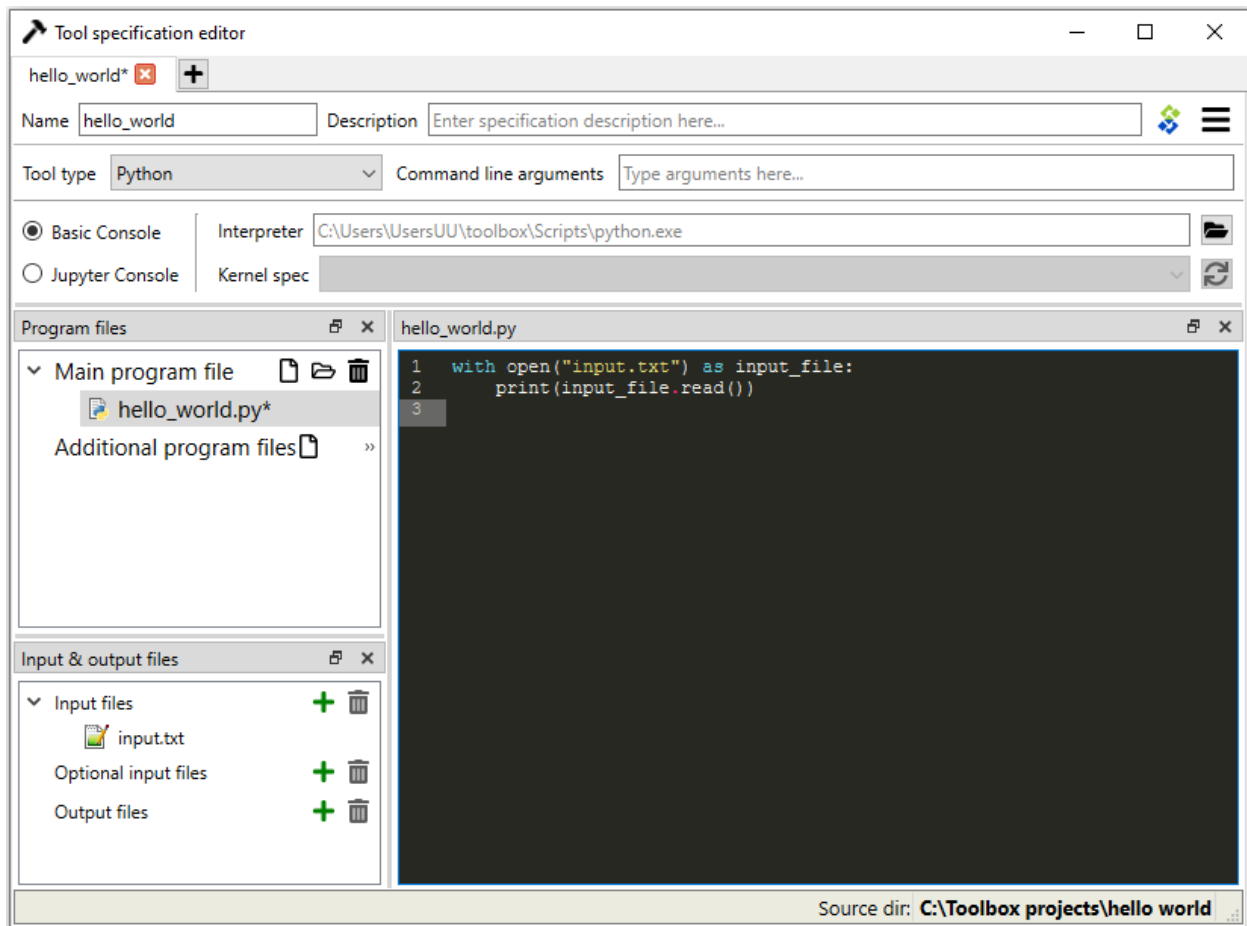 Tool specification editor
hello_world*
Name hello_world Description Enter specification description here...
Tool type Python Command line arguments Type arguments here...
Basic Console Interpreter C:\Users\UsersUU\toolbox\Scripts\python.exe
Jupyter Console Kernel spec
Program files
Main program file
hello_world.py*
Additional program files
hello_world.py
1 with open("input.txt") as input_file:
2 print(input_file.read())
3
Input & output files
Input files
input.txt
Optional input files
Output files
Source dir: C:\Toolbox projects\hello world